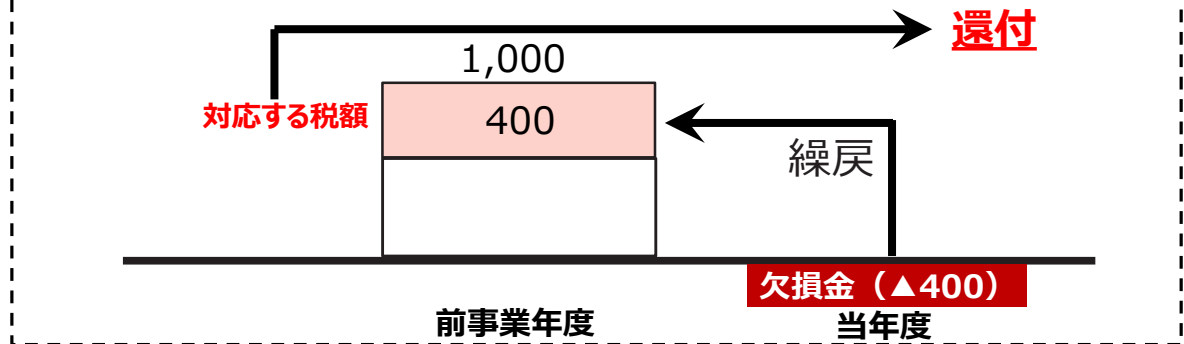 還付
1,000
対応する税額
400
繰戻
欠損金（▲400）
前事業年度
当年度